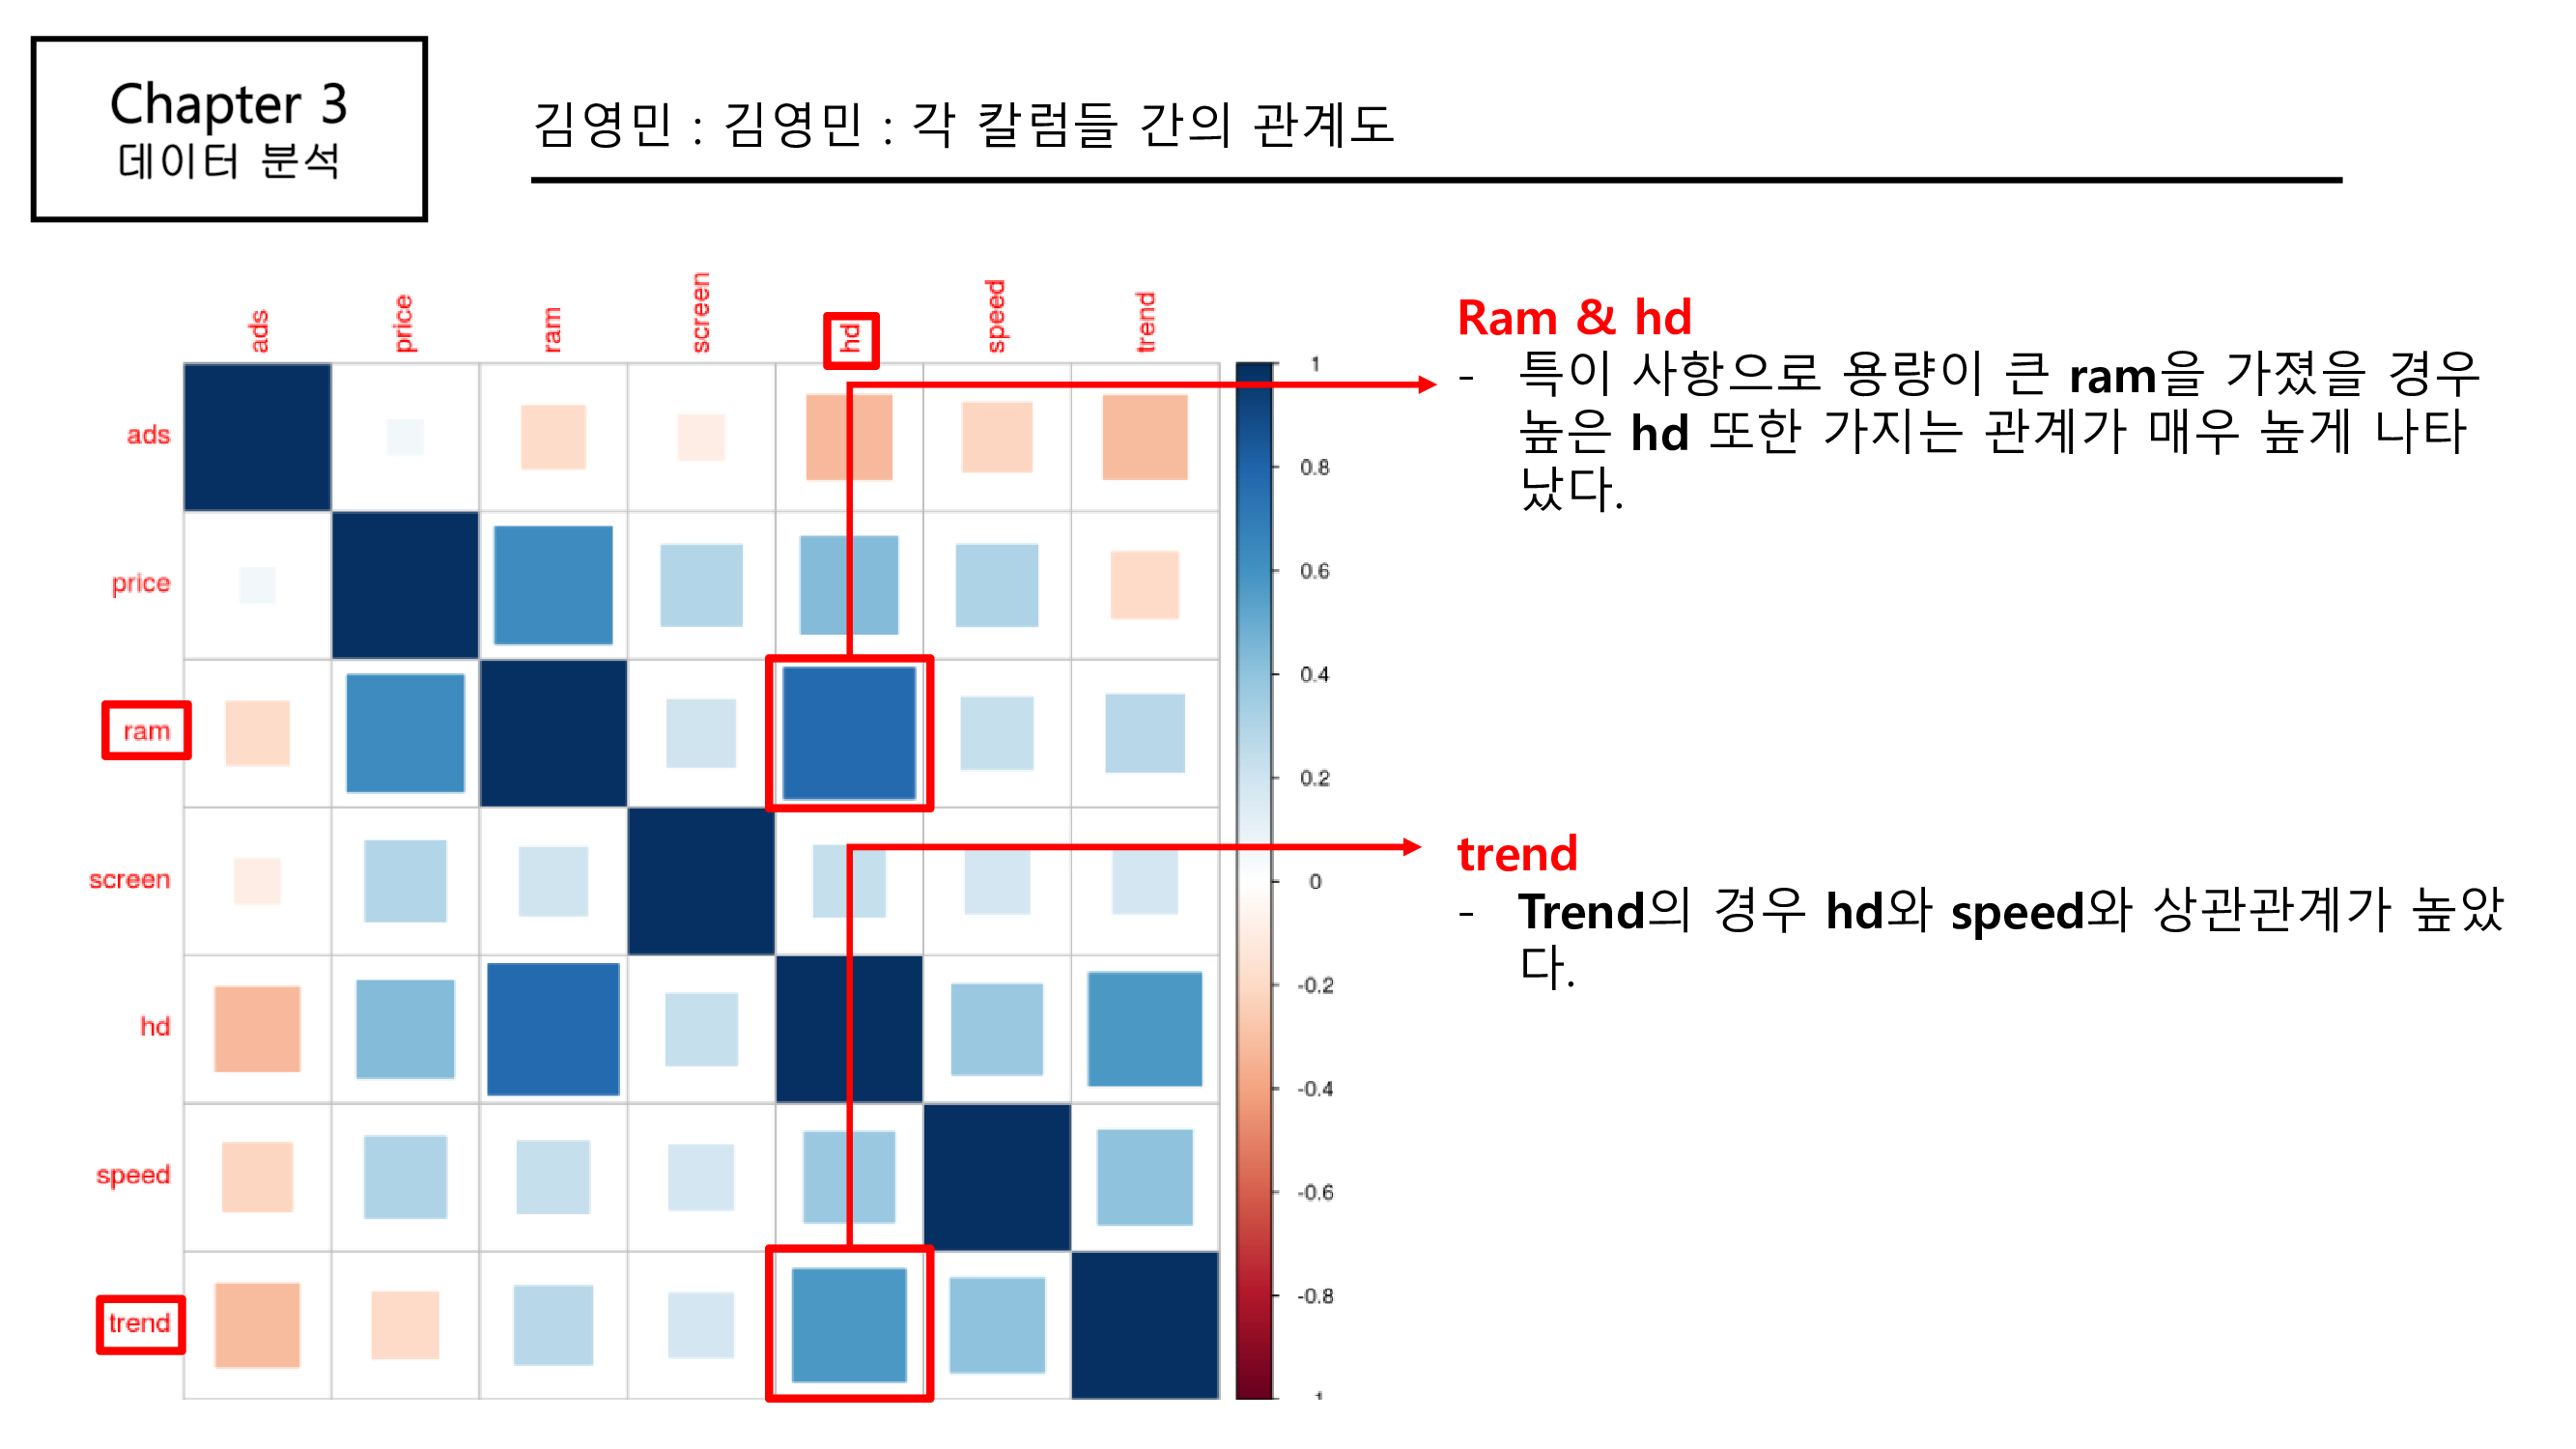 Chapter 3
데이터 분석
김영민 : 김영민 : 각 칼럼들 간의 관계도
ads
price
ram
screen
hd
speed
trend
ads
price
ram
screen
hd
speed
trend
1
0.8
0.6
0.4
0.2
0
-0.2
-0.4
-0.6
-0.8
Ram & hd
- 특이 사항으로 용량이 큰 ram을 가졌을 경우
높은 hd 또한 가지는 관계가 매우 높게 나타
났다.
trend
- Trend의 경우 hd와 speed와 상관관계가 높았
다.